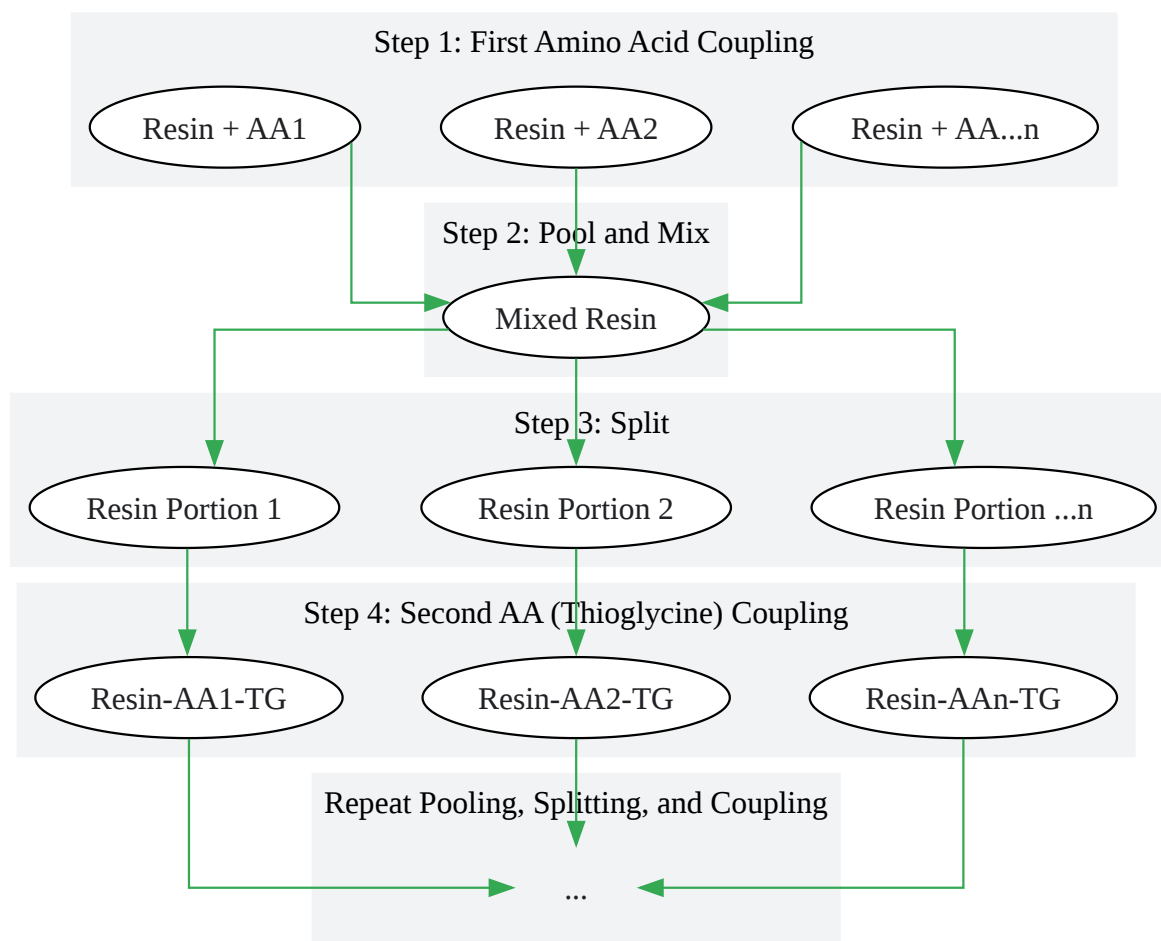 Step 1: First Amino Acid Coupling
Resin + AA1
Resin + AA2
Resin + AA...n
Step 2: Pool and Mix
Mixed Resin
Step 3: Split
Resin Portion 1
Resin Portion 2
Resin Portion ...n
Step 4: Second AA (Thioglycine) Coupling
Resin-AA1-TG
Resin-AA2-TG
Resin-AAn-TG
Repeat Pooling, Splitting, and Coupling
...